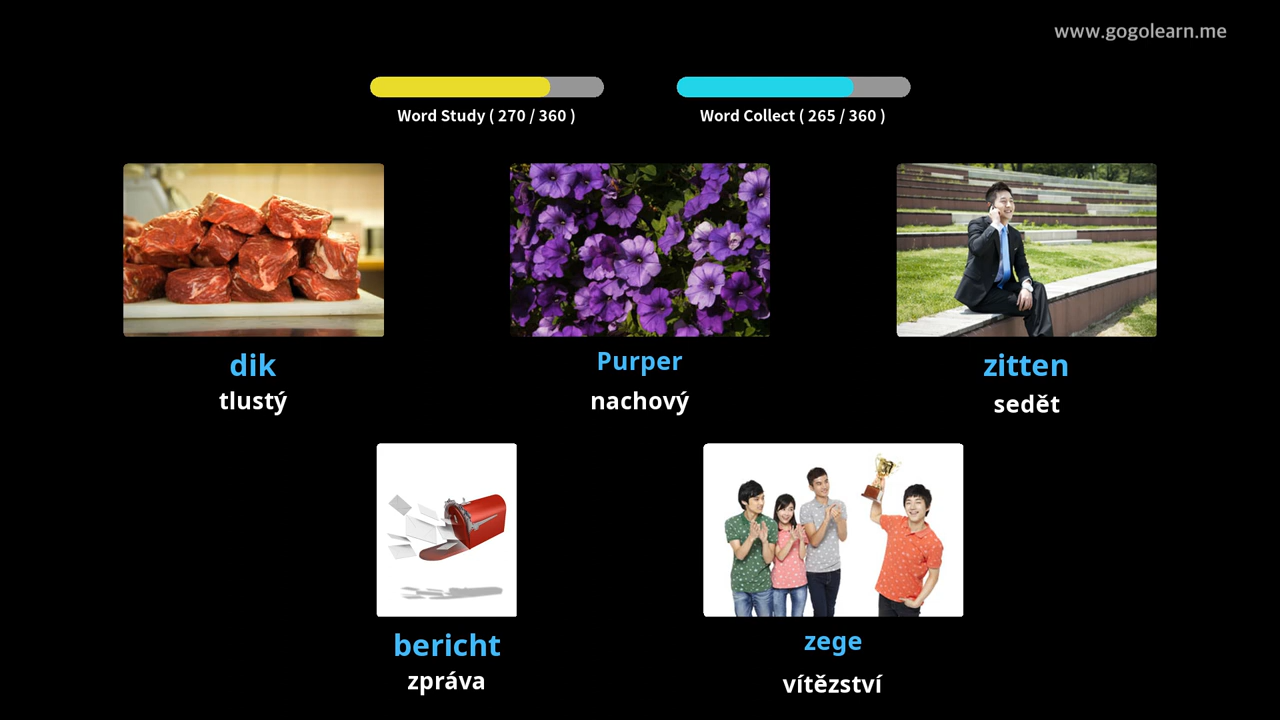 www.gogolearn.me
Word Study ( 270 / 360 )
Word Collect ( 265 / 360 )
dik
tlustý
Purper
nachový
zitten
sedět
bericht
zpráva
zege
vítězství